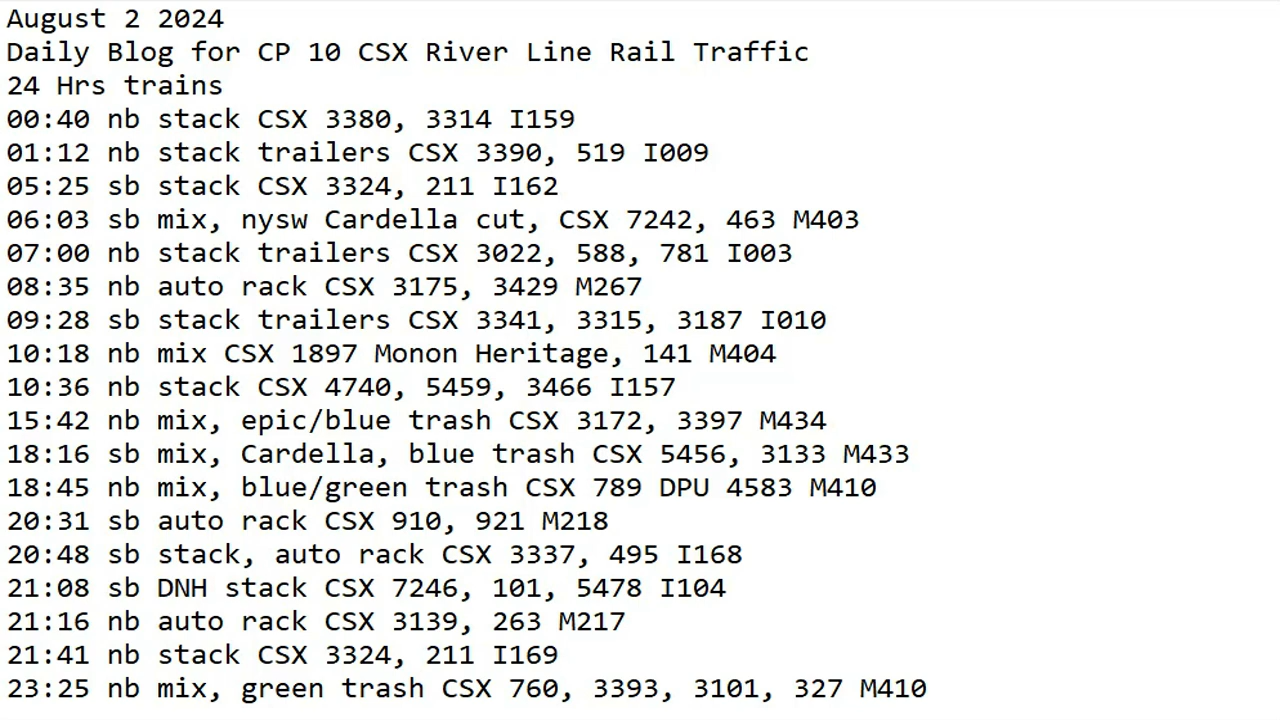 August 2 2024
Daily Blog for CP 10 CSX River Line Rail Traffic
24 Hrs trains
00:40 nb stack CSX 3380, 3314 I159
01:12 nb stack trailers CSX 3390, 519 I009
05:25 sb stack CSX 3324, 211 I162
06:03 sb mix, nysw Cardella cut, CSX 7242, 463 M403
07:00 nb stack trailers CSX 3022, 588, 781 I003
08:35 nb auto rack CSX 3175, 3429 M267
09:28 sb stack trailers CSX 3341, 3315, 3187 I010
10:18 nb mix CSX 1897 Monon Heritage, 141 M404
10:36 nb stack CSX 4740, 5459, 3466 I157
15:42 nb mix, epic/blue trash CSX 3172, 3397 M434
18:16 sb mix, Cardella, blue trash CSX 5456, 3133 M433
18:45 nb mix, blue/green trash CSX 789 DPU 4583 M410
20:31 sb auto rack CSX 910, 921 M218
20:48 sb stack, auto rack CSX 3337, 495 I168
21:08 sb DNH stack CSX 7246, 101, 5478 I104
21:16 nb auto rack CSX 3139, 263 M217
21:41 nb stack CSX 3324, 211 I169
23:25 nb mix, green trash CSX 760, 3393, 3101, 327 M410